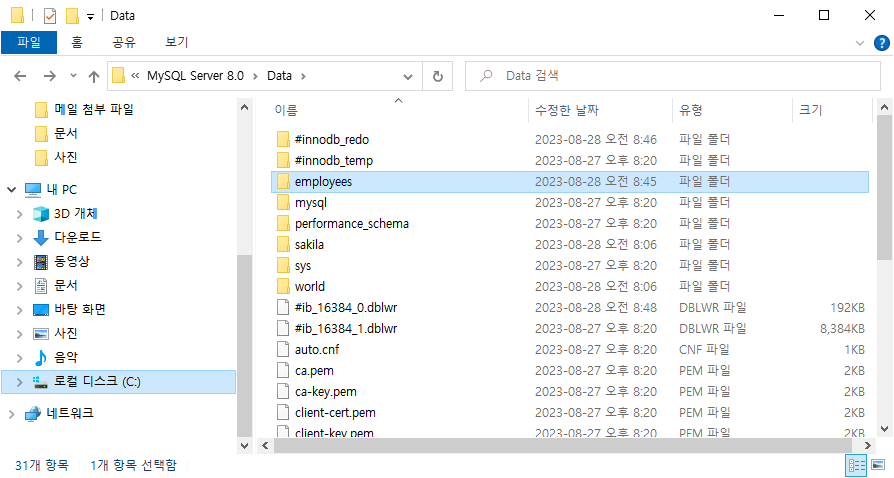 Data
파일 홈 공유 보기
« MySQL Server 8.0 › Data › Data 검색
메일 첨부 파일
문서
사진
내 PC
3D 개체
다운로드
동영상
문서
바탕 화면
사진
음악
로컬 디스크 (C:)
네트워크
이름 수정한 날짜 유형 크기
#innodb_redo 2023-08-28 오전 8:46 파일 폴더
#innodb_temp 2023-08-27 오후 8:20 파일 폴더
employees 2023-08-28 오전 8:45 파일 폴더
mysql 2023-08-27 오후 8:20 파일 폴더
performance_schema 2023-08-27 오후 8:20 파일 폴더
sakila 2023-08-28 오전 8:06 파일 폴더
sys 2023-08-27 오후 8:20 파일 폴더
world 2023-08-28 오전 8:06 파일 폴더
#ib_16384_0.dblwr 2023-08-28 오전 8:48 DBLWR 파일 192KB
#ib_16384_1.dblwr 2023-08-27 오후 8:20 DBLWR 파일 8,384KB
auto.cnf 2023-08-27 오후 8:20 CNF 파일 1KB
ca.pem 2023-08-27 오후 8:20 PEM 파일 2KB
ca-key.pem 2023-08-27 오후 8:20 PEM 파일 2KB
client-cert.pem 2023-08-27 오후 8:20 PEM 파일 2KB
client-key.pem 2023-08-27 오후 8:20 PEM 파일 2KB
31개 항목 1개 항목 선택함